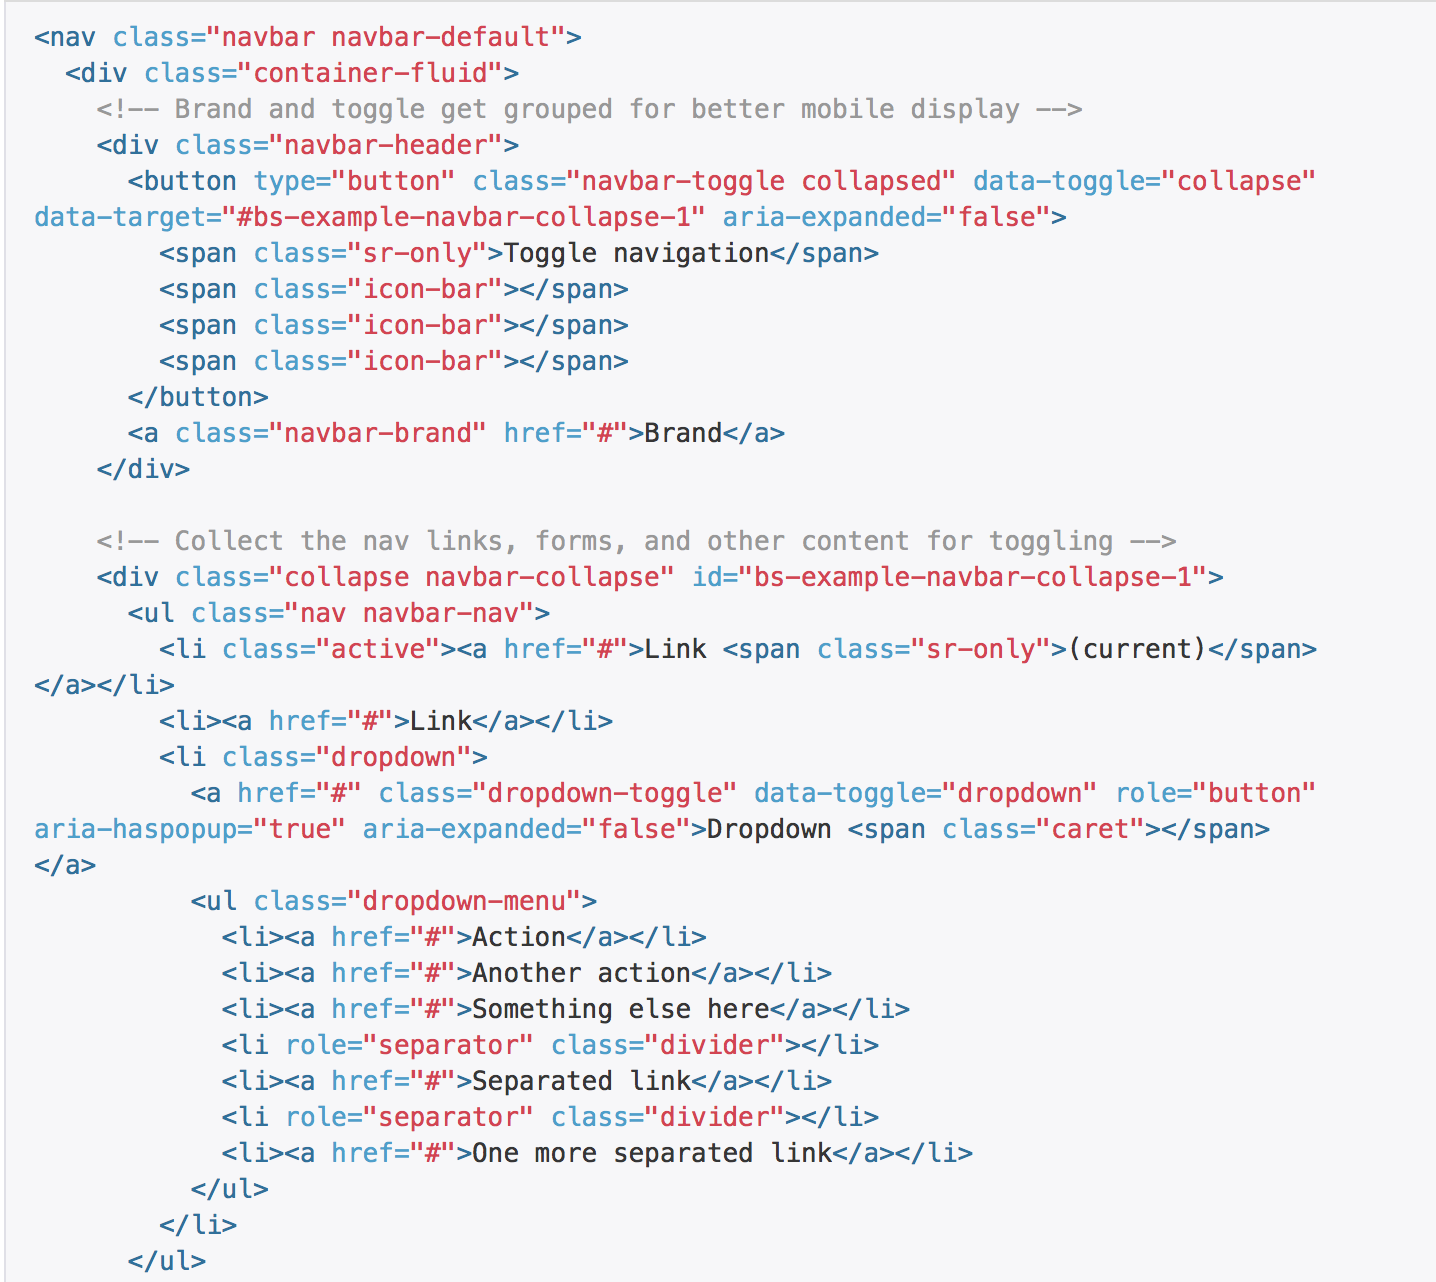 <nav class="navbar navbar-default">
  <div class="container-fluid">
    <!-- Brand and toggle get grouped for better mobile display -->
    <div class="navbar-header">
      <button type="button" class="navbar-toggle collapsed" data-toggle="collapse"
data-target="#bs-example-navbar-collapse-1" aria-expanded="false">
        <span class="sr-only">Toggle navigation</span>
        <span class="icon-bar"></span>
        <span class="icon-bar"></span>
        <span class="icon-bar"></span>
      </button>
      <a class="navbar-brand" href="#">Brand</a>
    </div>

    <!-- Collect the nav links, forms, and other content for toggling -->
    <div class="collapse navbar-collapse" id="bs-example-navbar-collapse-1">
      <ul class="nav navbar-nav">
        <li class="active"><a href="#">Link <span class="sr-only">(current)</span>
</a></li>
        <li><a href="#">Link</a></li>
        <li class="dropdown">
          <a href="#" class="dropdown-toggle" data-toggle="dropdown" role="button"
aria-haspopup="true" aria-expanded="false">Dropdown <span class="caret"></span>
</a>
          <ul class="dropdown-menu">
            <li><a href="#">Action</a></li>
            <li><a href="#">Another action</a></li>
            <li><a href="#">Something else here</a></li>
            <li role="separator" class="divider"></li>
            <li><a href="#">Separated link</a></li>
            <li role="separator" class="divider"></li>
            <li><a href="#">One more separated link</a></li>
          </ul>
        </li>
      </ul>